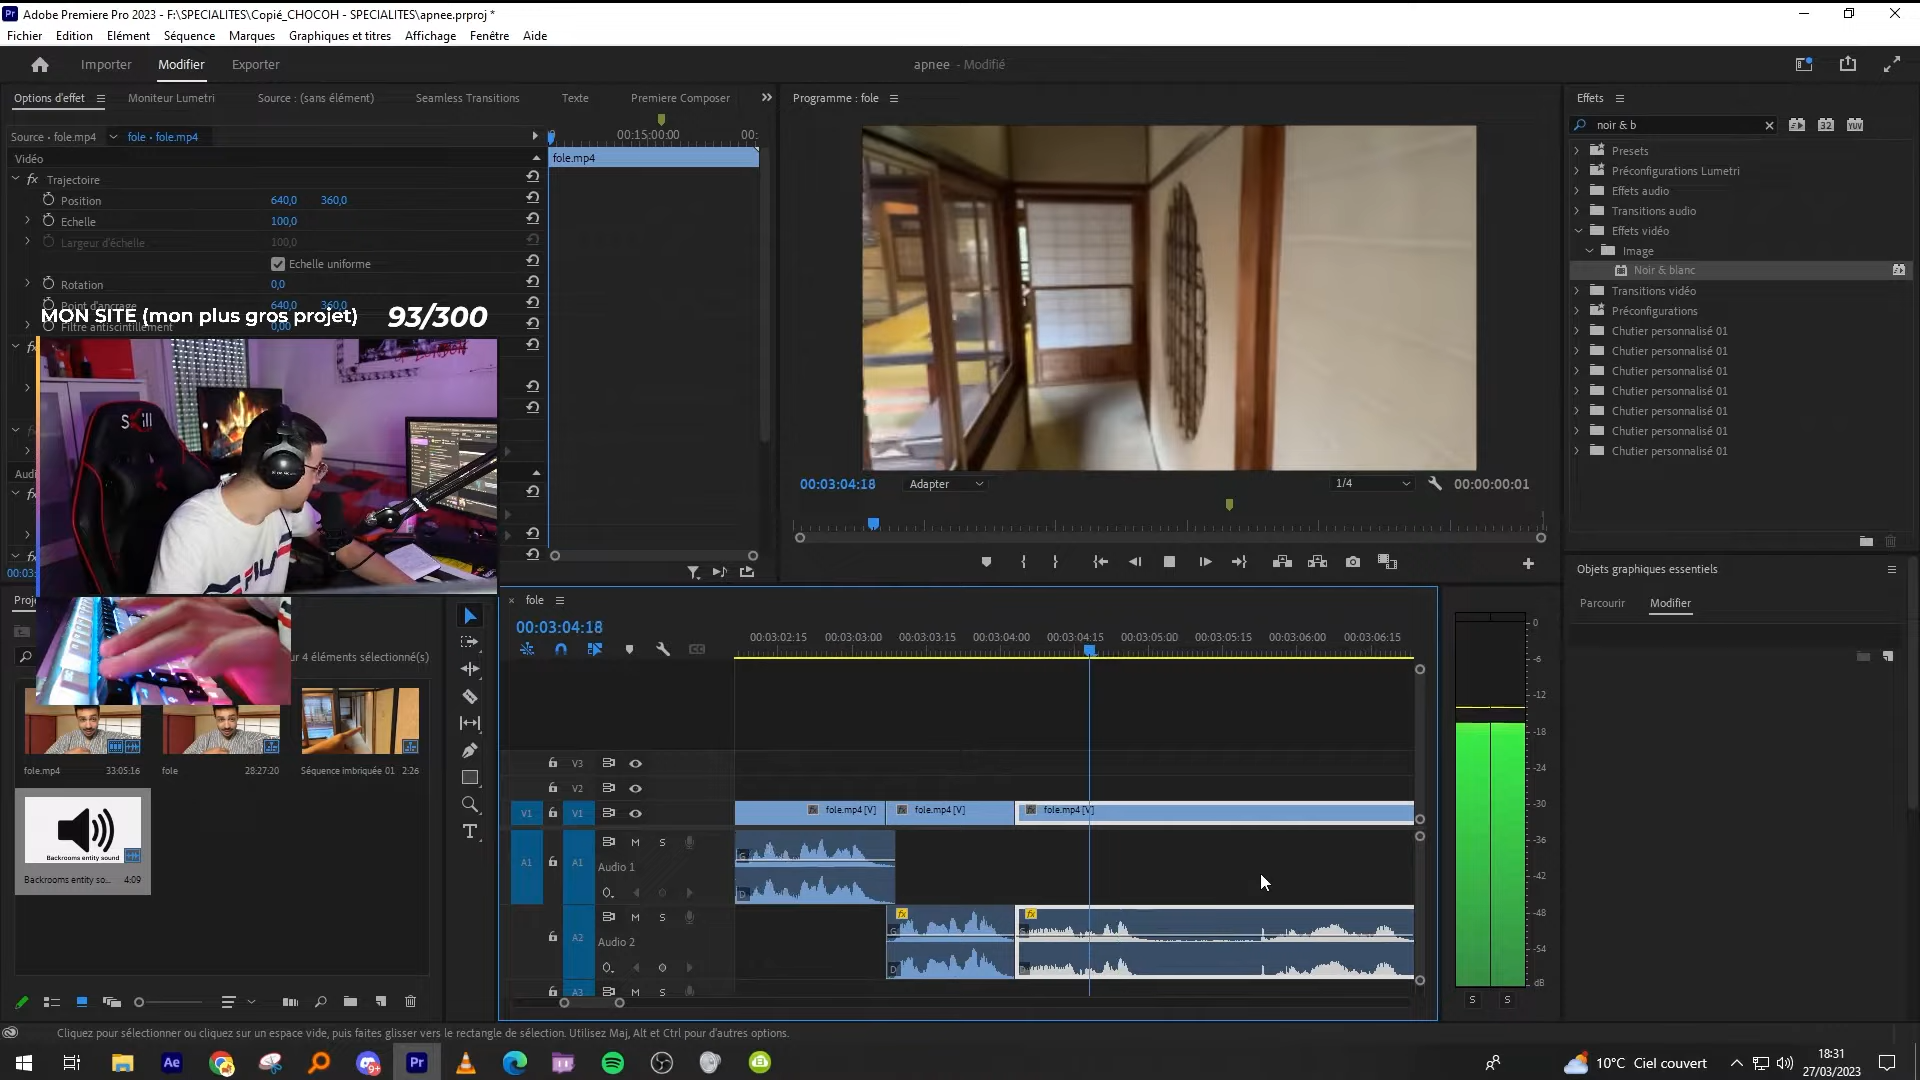 Adobe Premiere Pro 2023 - F:\SPECIALITES\Copié_CHOCOH - SPECIALITES\apnee.prproj *
Fichier Edition Elément Séquence Marques Graphiques et titres Affichage Fenêtre Aide
Importer Modifier Exporter
apnee - Modifié
Options d'effet Moniteur Lumetri Source : (sans élément) Seamless Transitions Texte Premiere Composer
Source • fole.mp4 fole • fole.mp4
00:15:00:00 00:
Vidéo
fole.mp4
fx Trajectoire
Position 640,0 360,0
Echelle 100,0
Largeur d'échelle 100,0
Echelle uniforme
Rotation 0,0
Point d'ancrage 640,0 360,0
Filtre antiscintillement 0,00
MON SITE (mon plus gros projet) 93/300
Skill
Audi
00:03:
Programme : fole
00:03:04:18 Adapter 1/4 00:00:00:01
Effets
noir & b
32 YUV
Presets
Préconfigurations Lumetri
Effets audio
Transitions audio
Effets vidéo
Image
Noir & blanc
Transitions vidéo
Préconfigurations
Chutier personnalisé 01
Chutier personnalisé 01
Chutier personnalisé 01
Chutier personnalisé 01
Chutier personnalisé 01
Chutier personnalisé 01
Chutier personnalisé 01
Objets graphiques essentiels
Parcourir Modifier
Proj
ur 4 éléments sélectionné(s)
fole.mp4 33:05:16
fole 28:27:20
Séquence imbriquée 01 2:26
Backrooms entity sound
Backrooms entity so... 4:09
fole
00:03:04:18
00:03:02:15 00:03:03:00 00:03:03:15 00:03:04:00 00:03:04:15 00:03:05:00 00:03:05:15 00:03:06:00 00:03:06:15
V3
V2
V1 V1
fole.mp4 [V] fole.mp4 [V] fole.mp4 [V]
A1 A1 M S
Audio 1
A2 M S
Audio 2
A3 M S
0
-6
-12
-18
-24
-30
-36
-42
-48
-54
dB
S S
Cliquez pour sélectionner ou cliquez sur un espace vide, puis faites glisser vers le rectangle de sélection. Utilisez Maj, Alt et Ctrl pour d'autres options.
Ae Pr
10°C Ciel couvert
18:31
27/03/2023